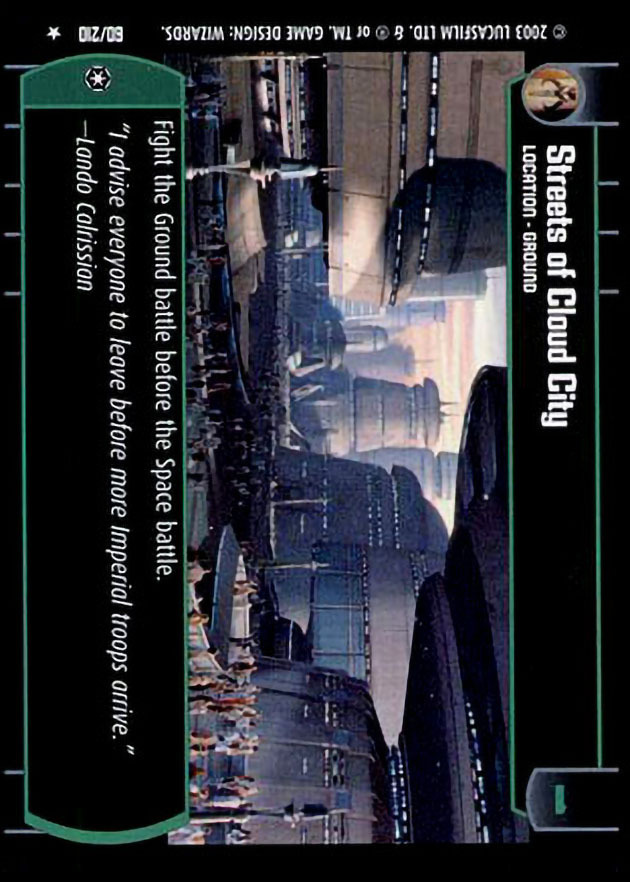 Streets of Cloud City
LOCATION - GROUND
1
Fight the Ground battle before the Space battle.
"I advise everyone to leave before more Imperial troops arrive."
—Lando Calrissian
© 2003 LUCASFILM LTD. & ® or TM. GAME DESIGN: WIZARDS.
60/210 ★